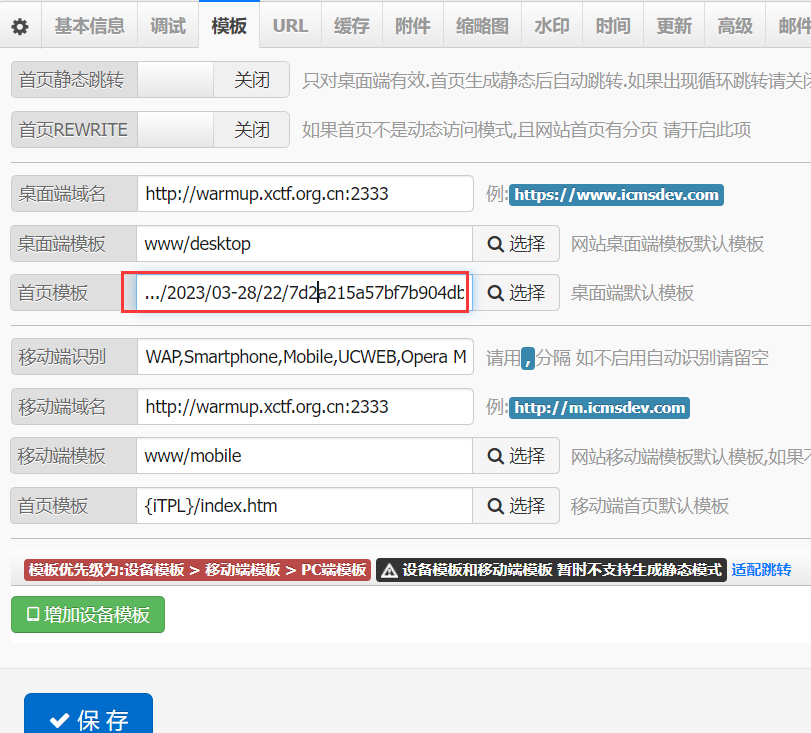 基本信息 调试 模板 URL 缓存 附件 缩略图 水印 时间 更新 高级 邮件
首页静态跳转 关闭 只对桌面端有效.首页生成静态后自动跳转.如果出现循环跳转请关闭
首页REWRITE 关闭 如果首页不是动态访问模式,且网站首页有分页 请开启此项
桌面端域名 http://warmup.xctf.org.cn:2333 例:https://www.icmsdev.com
桌面端模板 www/desktop 选择 网站桌面端模板默认模板
首页模板 .../2023/03-28/22/7d2a215a57bf7b904db 选择 桌面端默认模板
移动端识别 WAP,Smartphone,Mobile,UCWEB,Opera M 请用,分隔 如不启用自动识别请留空
移动端域名 http://warmup.xctf.org.cn:2333 例:http://m.icmsdev.com
移动端模板 www/mobile 选择 网站移动端模板默认模板,如果不
首页模板 {iTPL}/index.htm 选择 移动端首页默认模板
模板优先级为:设备模板 > 移动端模板 > PC端模板 设备模板和移动端模板 暂时不支持生成静态模式 适配跳转
增加设备模板
保存